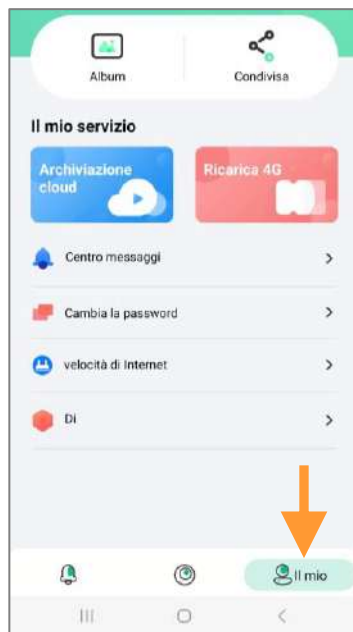 Album
Condivisa
Il mio servizio
Archiviazione
cloud
Ricarica 4G
Centro messaggi
Cambia la password
velocità di Internet
Di
Il mio